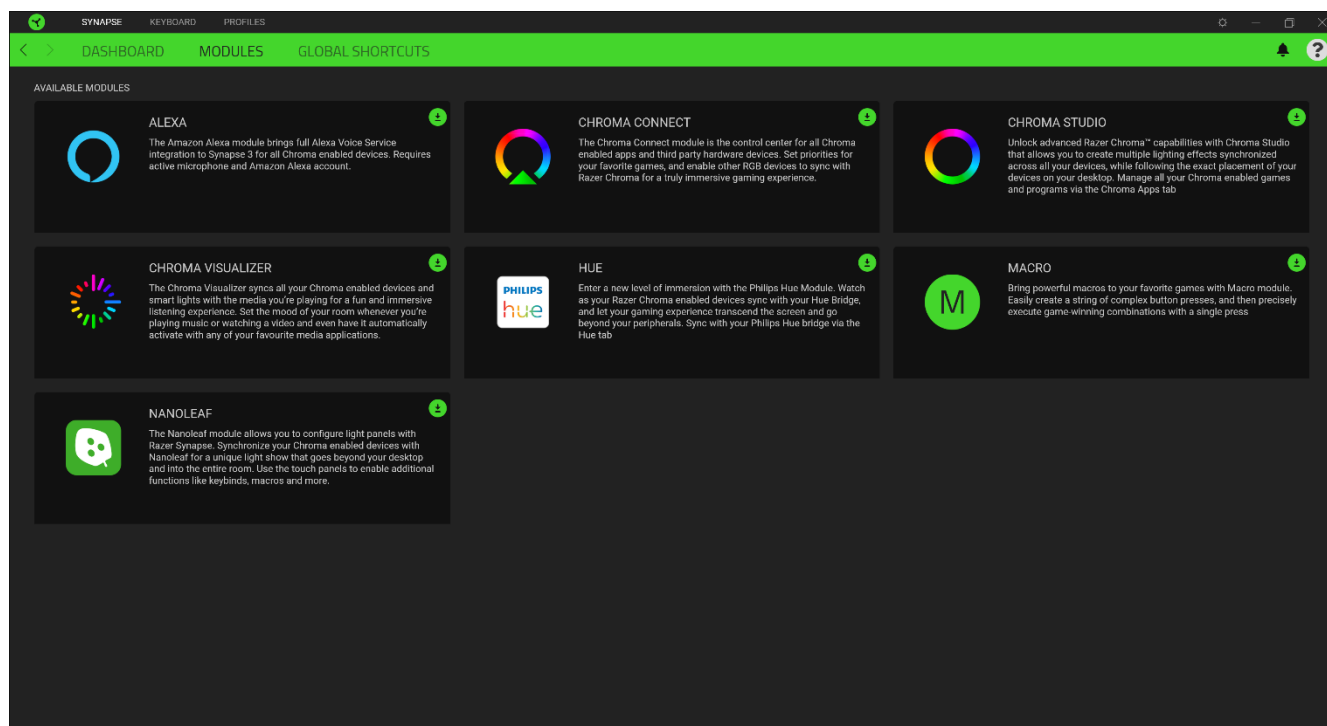 SYNAPSE KEYBOARD PROFILES
DASHBOARD MODULES GLOBAL SHORTCUTS
?
AVAILABLE MODULES
ALEXA
The Amazon Alexa module brings full Alexa Voice Service
integration to Synapse 3 for all Chroma enabled devices. Requires
active microphone and Amazon Alexa account.
CHROMA CONNECT
The Chroma Connect module is the control center for all Chroma
enabled apps and third party hardware devices. Set priorities for
your favorite games, and enable other RGB devices to sync with
Razer Chroma for a truly immersive gaming experience.
CHROMA STUDIO
Unlock advanced Razer Chroma™ capabilities with Chroma Studio
that allows you to create multiple lighting effects synchronized
across all your devices, while following the exact placement of your
devices on your desktop. Manage all your Chroma enabled games
and programs via the Chroma Apps tab
CHROMA VISUALIZER
The Chroma Visualizer syncs all your Chroma enabled devices and
smart lights with the media you're playing for a fun and immersive
listening experience. Set the mood of your room whenever you're
playing music or watching a video and even have it automatically
activate with any of your favourite media applications.
PHILIPS
hue
HUE
Enter a new level of immersion with the Philips Hue Module. Watch
as your Razer Chroma enabled devices sync with your Hue Bridge,
and let your gaming experience transcend the screen and go
beyond your peripherals. Sync with your Philips Hue bridge via the
Hue tab
M
MACRO
Bring powerful macros to your favorite games with Macro module.
Easily create a string of complex button presses, and then precisely
execute game-winning combinations with a single press
NANOLEAF
The Nanoleaf module allows you to configure light panels with
Razer Synapse. Synchronize your Chroma enabled devices with
Nanoleaf for a unique light show that goes beyond your desktop
and into the entire room. Use the touch panels to enable additional
functions like keybinds, macros and more.